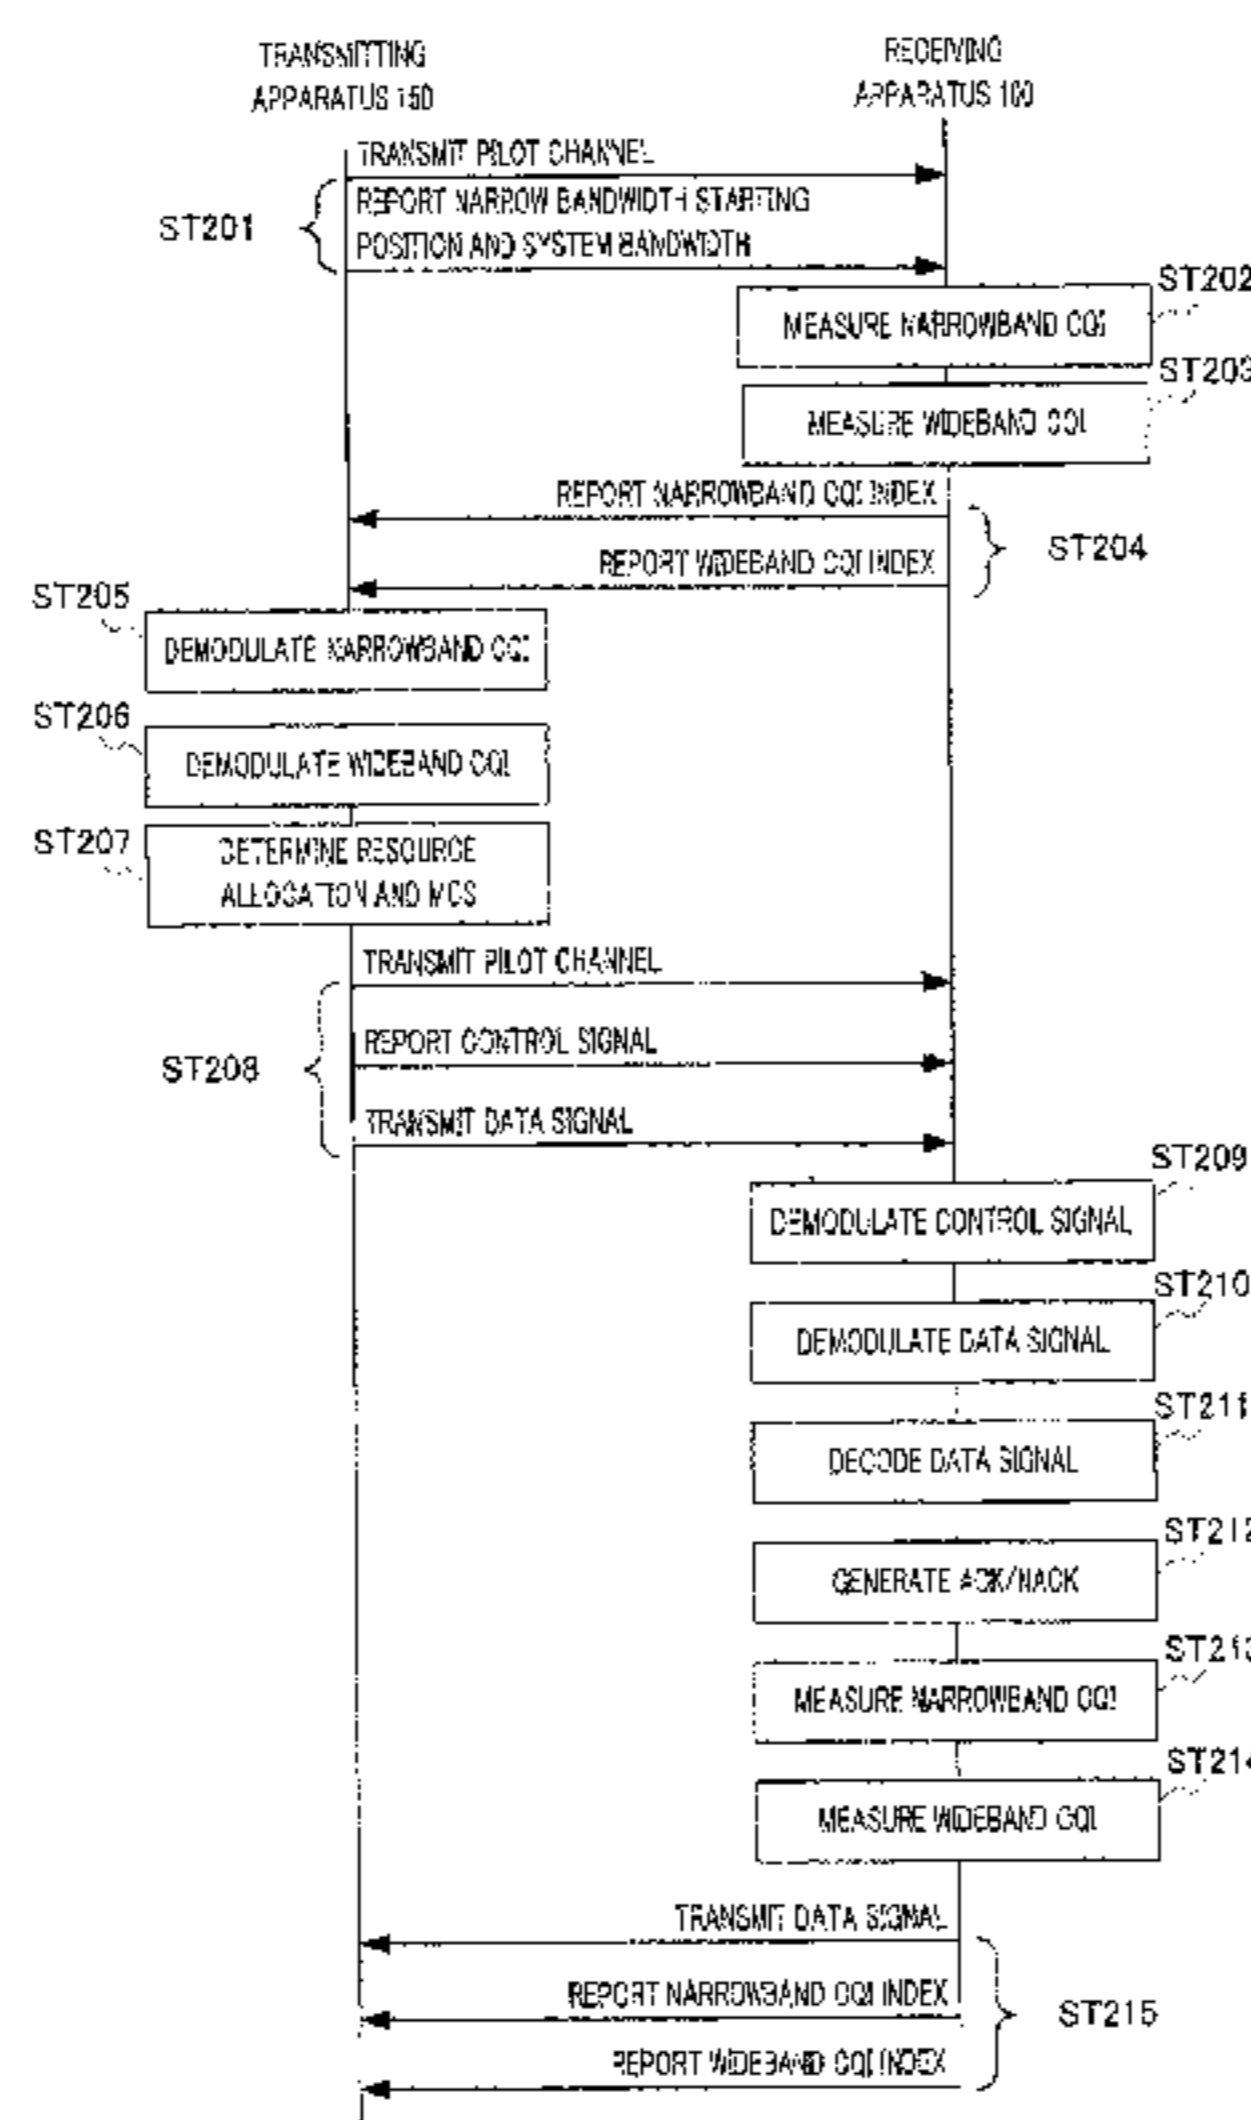 TRANSMITTING
APPARATUS 150
RECEIVING
APPARATUS 100
TRANSMIT PILOT CHANNEL
ST201
REPORT NARROW BANDWIDTH STARTING
POSITION AND SYSTEM BANDWIDTH
ST202
MEASURE NARROWBAND CQI
ST203
MEASURE WIDEBAND CQI
REPORT NARROWBAND CQI INDEX
ST204
REPORT WIDEBAND CQI INDEX
ST205
DEMODULATE NARROWBAND CQI
ST206
DEMODULATE WIDEBAND CQI
ST207
DETERMINE RESOURCE
ALLOCATION AND MCS
TRANSMIT PILOT CHANNEL
ST208
REPORT CONTROL SIGNAL
TRANSMIT DATA SIGNAL
ST209
DEMODULATE CONTROL SIGNAL
ST210
DEMODULATE DATA SIGNAL
ST211
DECODE DATA SIGNAL
ST212
GENERATE ACK/NACK
ST213
MEASURE NARROWBAND CQI
ST214
MEASURE WIDEBAND CQI
TRANSMIT DATA SIGNAL
REPORT NARROWBAND CQI INDEX
ST215
REPORT WIDEBAND CQI INDEX